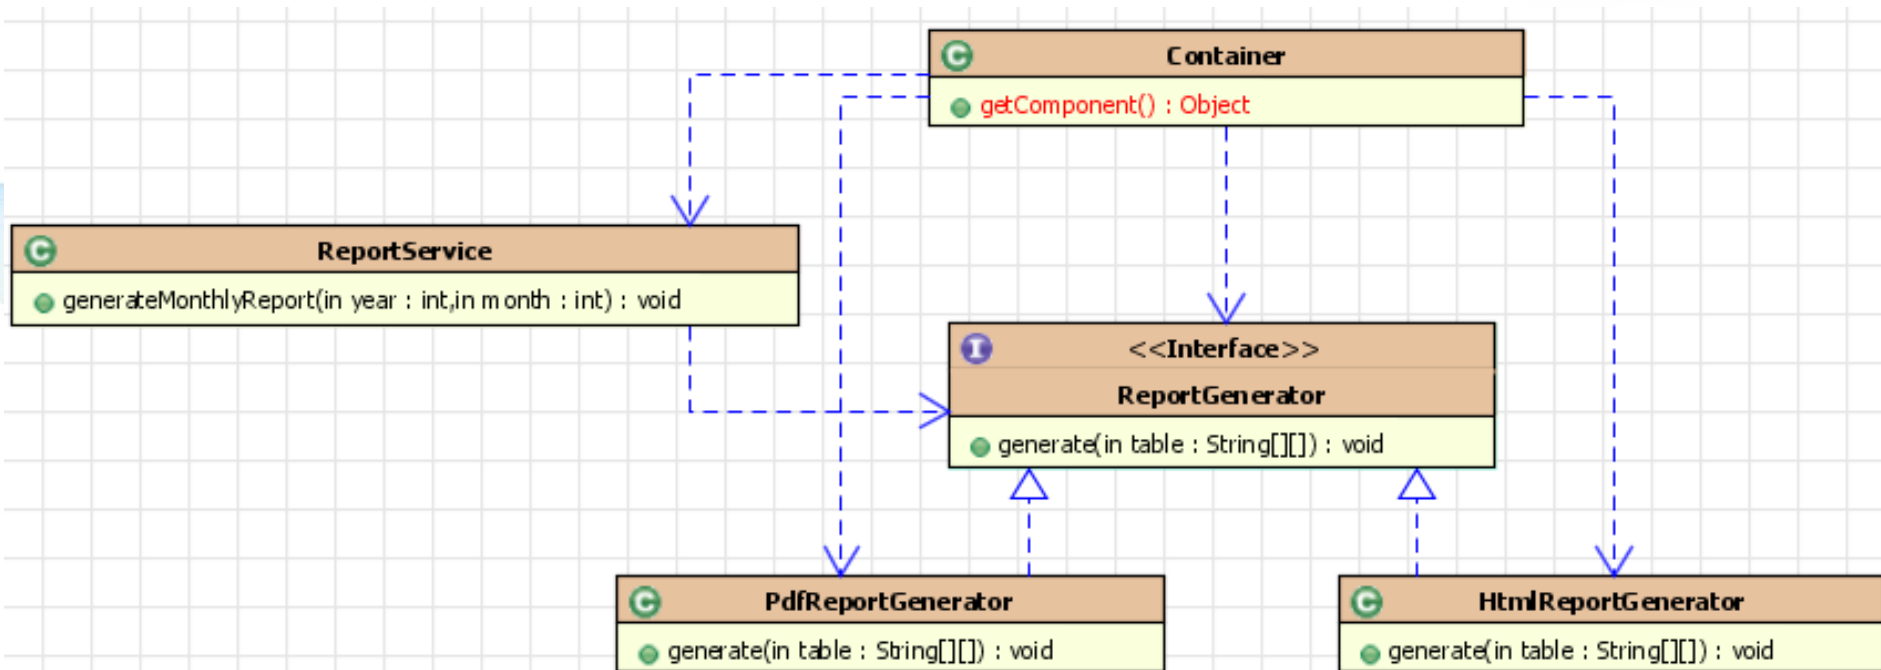 Container
getComponent() : Object
ReportService
generateMonthlyReport(in year : int,in month : int) : void
<<Interface>>
ReportGenerator
generate(in table : String[][]) : void
PdfReportGenerator
generate(in table : String[][]) : void
HtmlReportGenerator
generate(in table : String[][]) : void